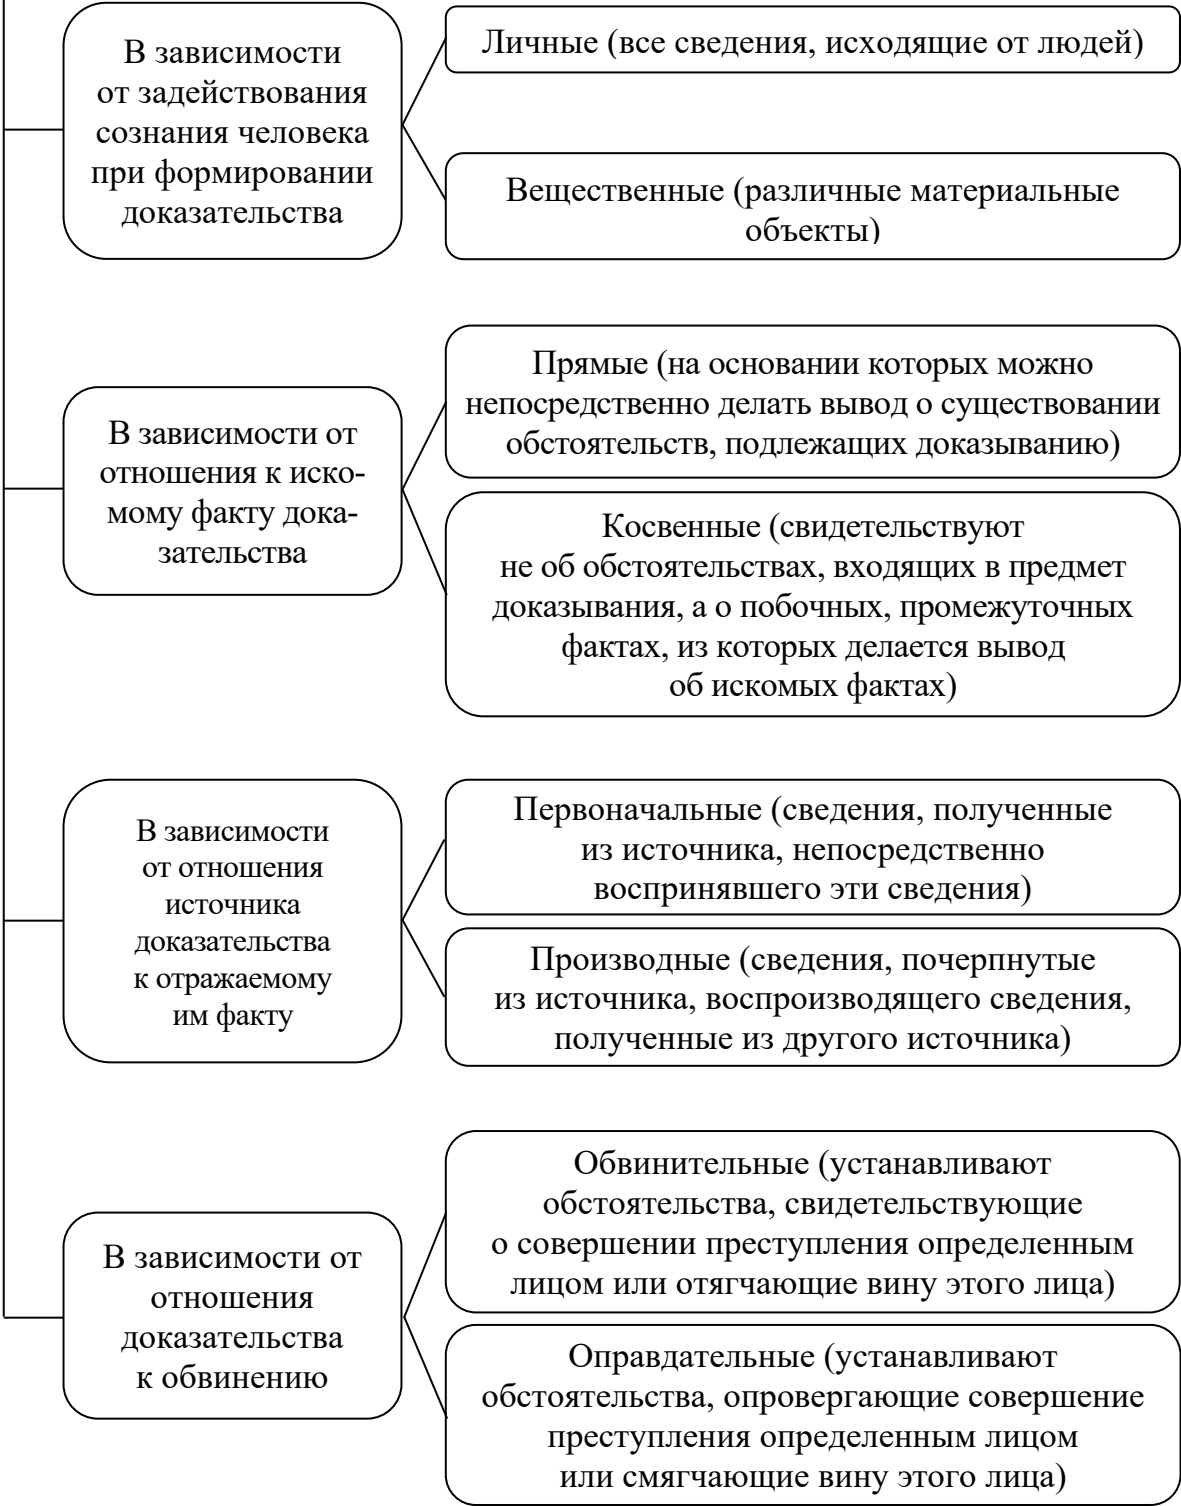 В зависимости
от задействования
сознания человека
при формировании
доказательства
Личные (все сведения, исходящие от людей)
Вещественные (различные материальные
объекты)
В зависимости от
отношения к иско-
мому факту дока-
зательства
Прямые (на основании которых можно
непосредственно делать вывод о существовании
обстоятельств, подлежащих доказыванию)
Косвенные (свидетельствуют
не об обстоятельствах, входящих в предмет
доказывания, а о побочных, промежуточных
фактах, из которых делается вывод
об искомых фактах)
В зависимости
от отношения
источника
доказательства
к отражаемому
им факту
Первоначальные (сведения, полученные
из источника, непосредственно
воспринявшего эти сведения)
Производные (сведения, почерпнутые
из источника, воспроизводящего сведения,
полученные из другого источника)
В зависимости от
отношения
доказательства
к обвинению
Обвинительные (устанавливают
обстоятельства, свидетельствующие
о совершении преступления определенным
лицом или отягчающие вину этого лица)
Оправдательные (устанавливают
обстоятельства, опровергающие совершение
преступления определенным лицом
или смягчающие вину этого лица)